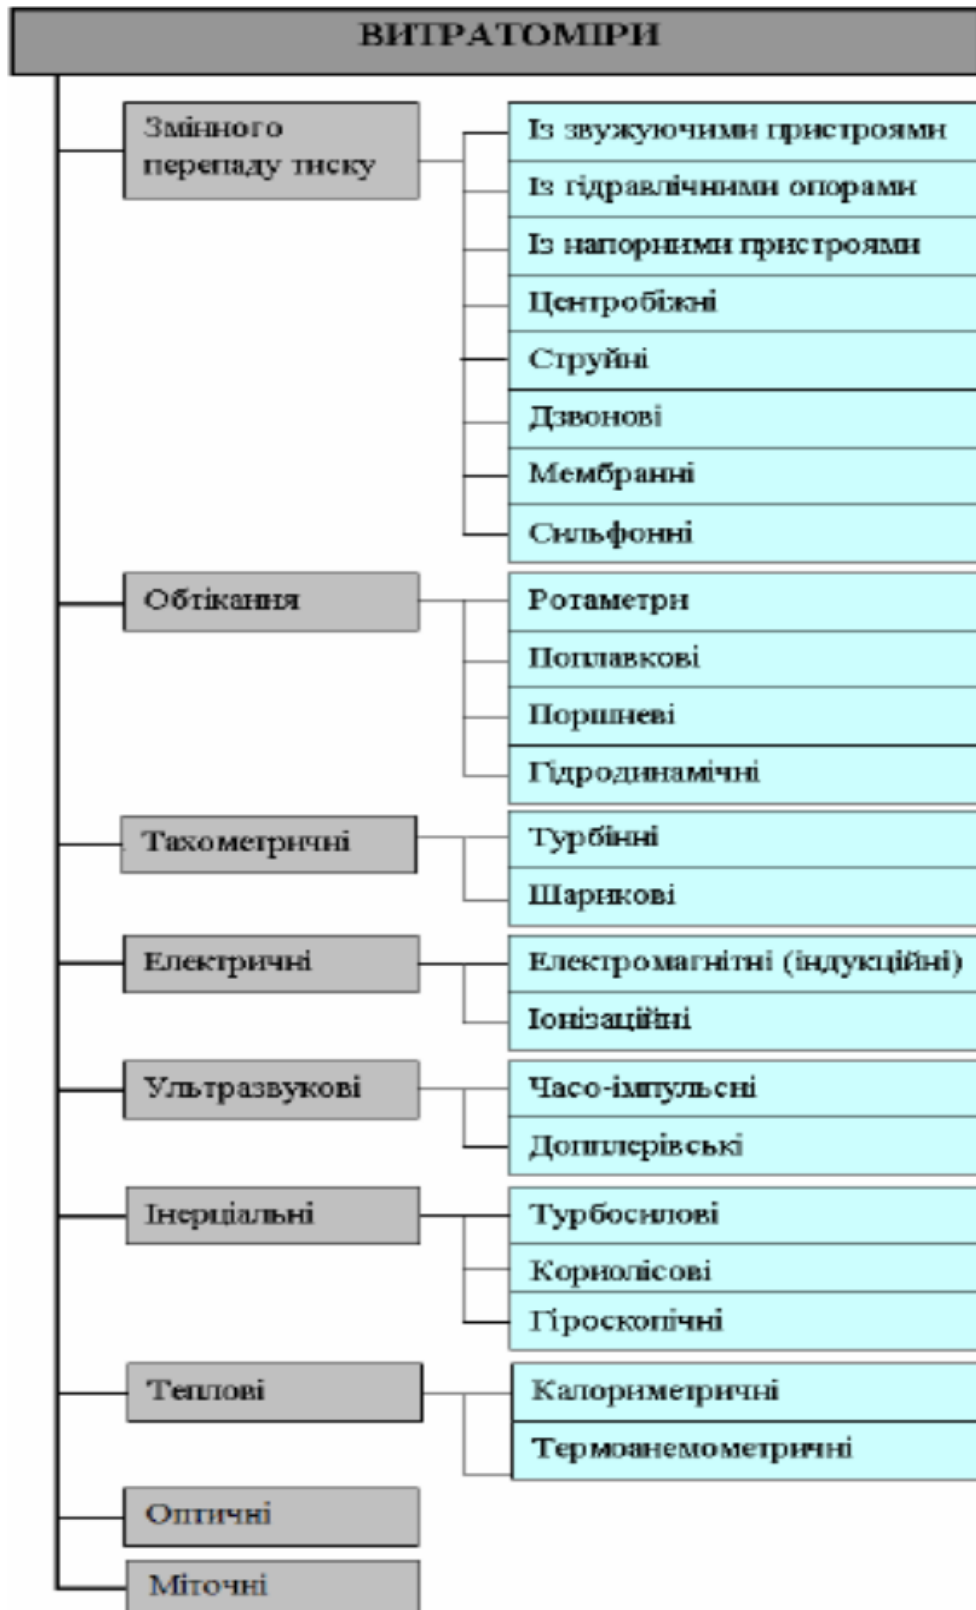 ВИТРАТОМІРИ
Змінного
перепаду тиску
Із звужуючими пристроями
Із гідравлічними опорами
Із напорними пристроями
Центробіжні
Струйні
Дзвонові
Мембранні
Сильфонні
Обтікання
Ротаметри
Поплавкові
Поршневі
Гідродинамічні
Тахометричні
Турбінні
Шарикові
Електричні
Електромагнітні (індукційні)
Іонізаційні
Ультразвукові
Часо-імпульсні
Допплерівські
Інерціальні
Турбосилові
Кориолісові
Гіроскопічні
Теплові
Калориметричні
Термоанемометричні
Оптичні
Міточні